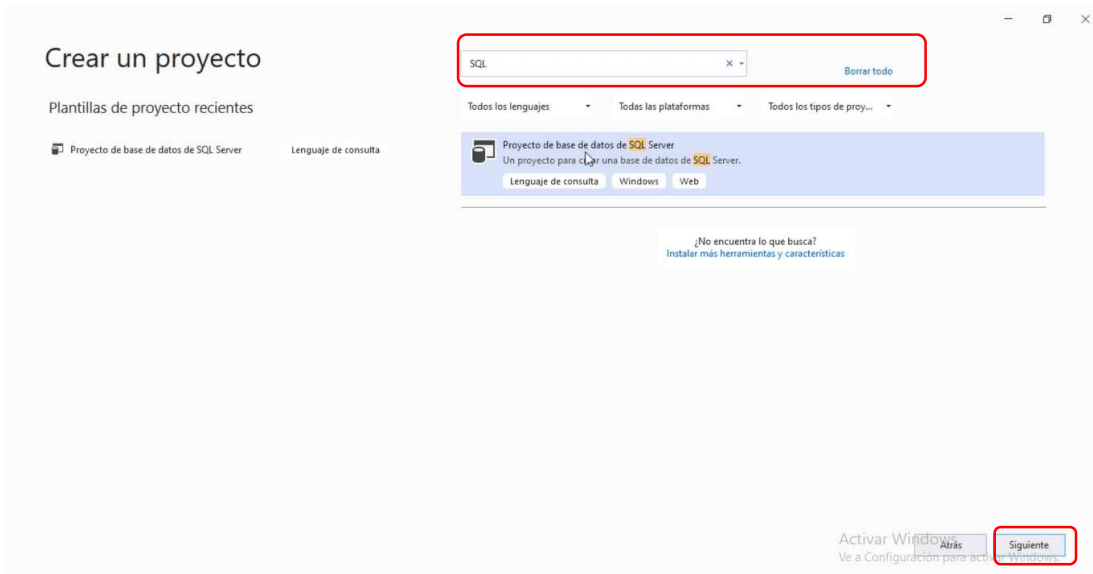 Crear un proyecto
Plantillas de proyecto recientes
Proyecto de base de datos de SQL Server Lenguaje de consulta
SQL
Borrar todo
Todos los lenguajes Todas las plataformas Todos los tipos de proy...
Proyecto de base de datos de SQL Server
Un proyecto para crear una base de datos de SQL Server.
Lenguaje de consulta Windows Web
¿No encuentra lo que busca?
Instalar más herramientas y características
Activar Windows
Atrás Siguiente
Ve a Configuración para activar Windows.